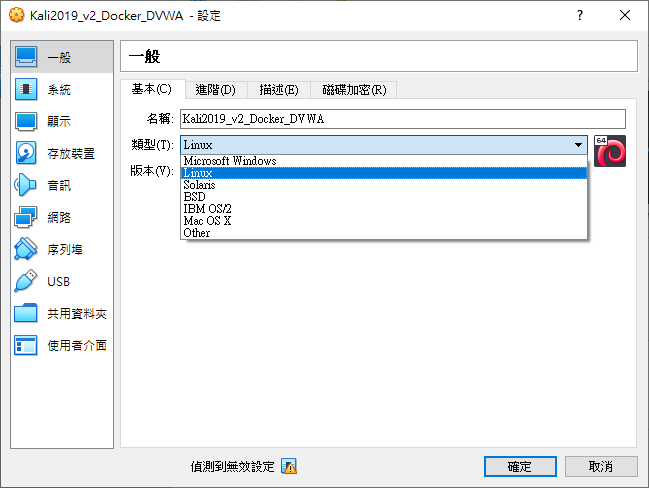 Kali2019_v2_Docker_DVWA - 設定
一般
系統
顯示
存放裝置
音訊
網路
序列埠
USB
共用資料夾
使用者介面
一般
基本(C) 進階(D) 描述(E) 磁碟加密(R)
名稱: Kali2019_v2_Docker_DVWA
類型(T): Linux
64
版本(V):
Microsoft Windows
Linux
Solaris
BSD
IBM OS/2
Mac OS X
Other
偵測到無效設定
確定 取消